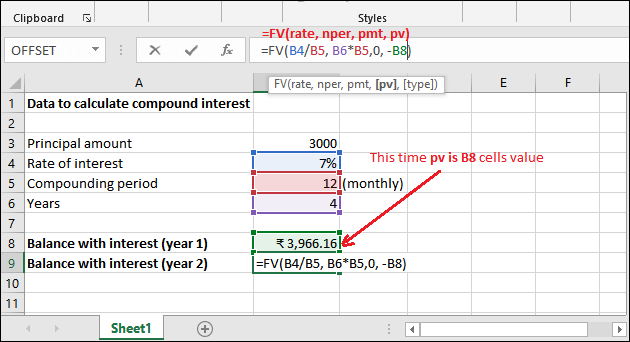 Clipboard
Styles
=FV(rate, nper, pmt, pv)
OFFSET
fx
=FV(B4/B5, B6*B5,0, -B8)
FV(rate, nper, pmt, [pv], [type])
A
E
F
1 Data to calculate compound interest
2
3 Principal amount 3000
4 Rate of interest 7% This time pv is B8 cells value
5 Compounding period 12 (monthly)
6 Years 4
7
8 Balance with interest (year 1) ₹ 3,966.16
9 Balance with interest (year 2) =FV(B4/B5, B6*B5,0, -B8)
10
11
Sheet1